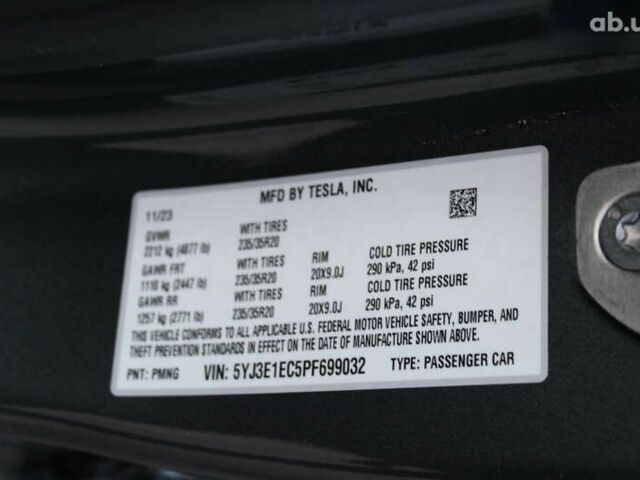 ab.u
MFD BY TESLA, INC.
11/23
GVWR WITH TIRES
2212 kg (4877 lb) 235/35R20
GAWR FRT WITH TIRES RIM COLD TIRE PRESSURE
1110 kg (2447 lb) 235/35R20 20X9.0J 290 kPa, 42 psi
GAWR RR WITH TIRES RIM COLD TIRE PRESSURE
1257 kg (2771 lb) 235/35R20 20X9.0J 290 kPa, 42 psi
THIS VEHICLE CONFORMS TO ALL APPLICABLE U.S. FEDERAL MOTOR VEHICLE SAFETY, BUMPER, AND
THEFT PREVENTION STANDARDS IN EFFECT ON THE DATE OF MANUFACTURE SHOWN ABOVE.
PNT: PMNG VIN: 5YJ3E1EC5PF699032 TYPE: PASSENGER CAR